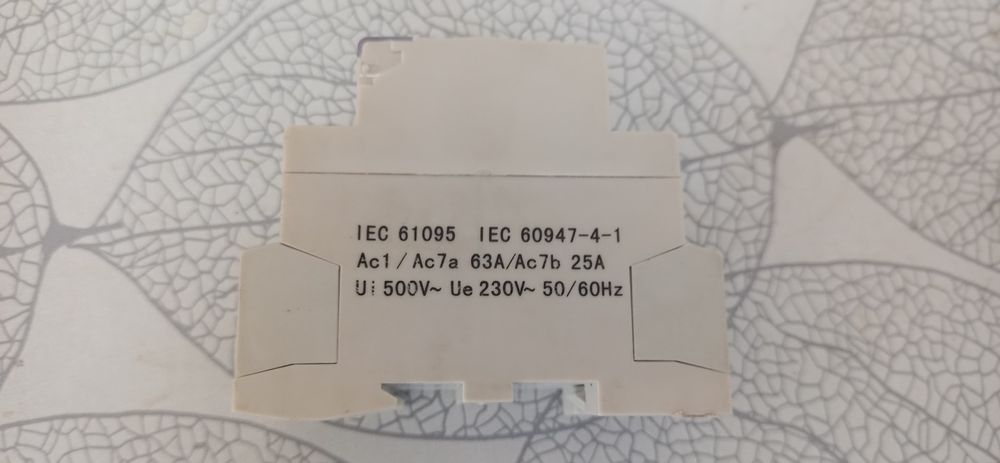 IEC 61095 IEC 60947-4-1
Ac1/Ac7a 63A/Ac7b 25A
Ui 500V~ Ue 230V~ 50/60Hz